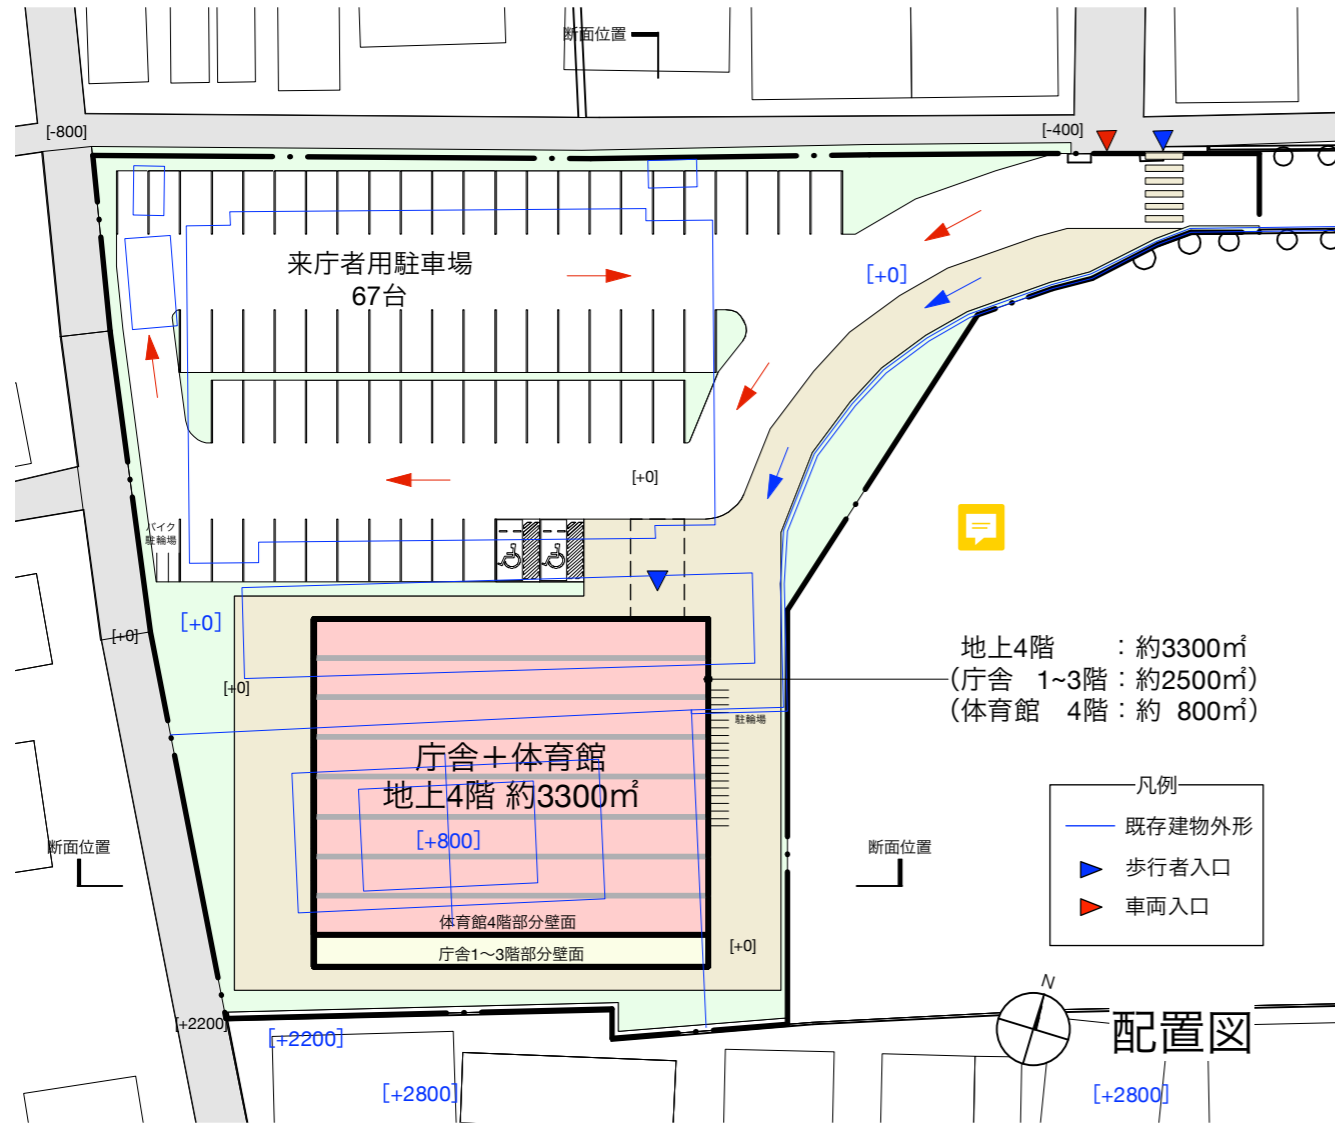 断面位置
[-800]
[-400]
来庁者用駐車場
67台
[+0]
[+0]
バイク
駐輪場
[+0]
[+0]
[+0]
地上4階 : 約3300㎡
(庁舎 1~3階:約2500㎡)
(体育館 4階:約 800㎡)
駐輪場
庁舎+体育館
地上4階 約3300㎡
[+800]
凡例
既存建物外形
歩行者入口
車両入口
断面位置
断面位置
体育館4階部分壁面
庁舎1~3階部分壁面
[+0]
N
[+2200]
[+2200]
配置図
[+2800]
[+2800]